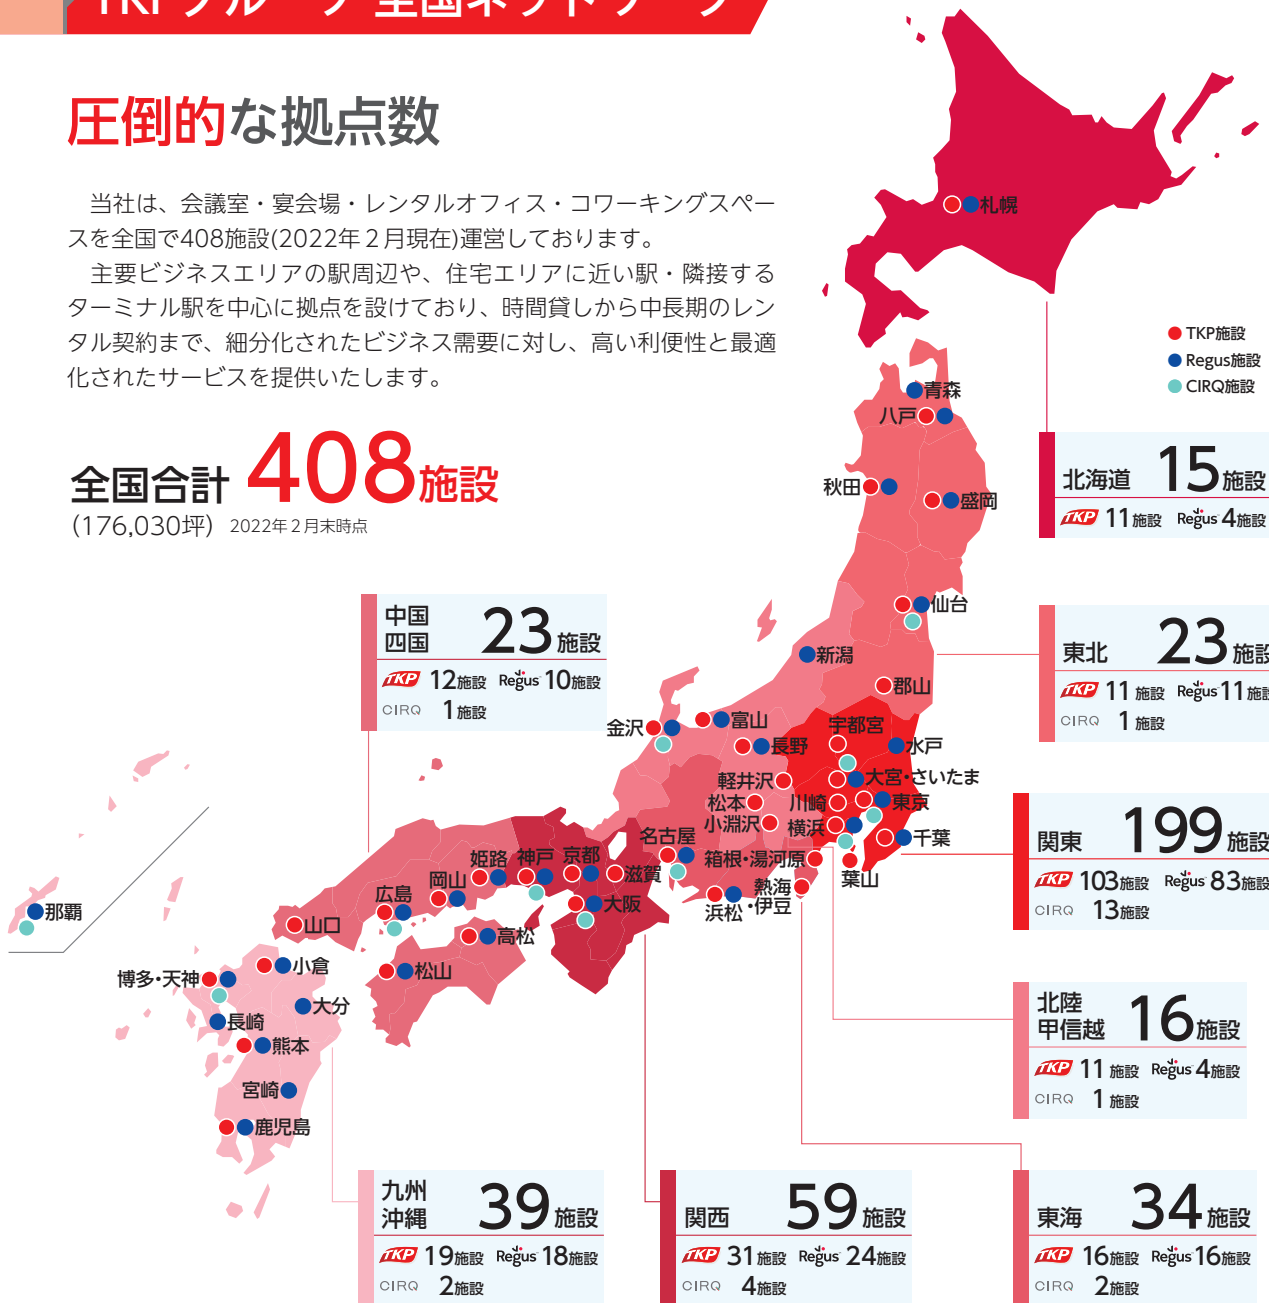 TKPグループ 全国ネットワーク
圧倒的な拠点数
当社は、会議室・宴会場・レンタルオフィス・コワーキングスペー
スを全国で408施設(2022年2月現在)運営しております。
主要ビジネスエリアの駅周辺や、住宅エリアに近い駅・隣接する
ターミナル駅を中心に拠点を設けており、時間貸しから中長期のレン
タル契約まで、細分化されたビジネス需要に対し、高い利便性と最適
化されたサービスを提供いたします。
全国合計 408施設
(176,030坪) 2022年2月末時点
TKP施設
Regus施設
CIRQ施設
札幌
青森
八戸
秋田
盛岡
仙台
新潟
郡山
金沢
富山
宇都宮
長野
水戸
軽井沢
大宮・さいたま
松本
川崎
東京
小淵沢
横浜
千葉
名古屋
箱根・湯河原
葉山
熱海
・伊豆
浜松
姫路
神戸
京都
滋賀
岡山
広島
大阪
山口
高松
松山
那覇
小倉
博多・天神
大分
長崎
熊本
宮崎
鹿児島
北海道 15施設
TKP 11施設 Regus 4施設
東北 23施設
TKP 11施設 Regus 11施設
CIRQ 1施設
関東 199施設
TKP 103施設 Regus 83施設
CIRQ 13施設
北陸
甲信越 16施設
TKP 11施設 Regus 4施設
CIRQ 1施設
東海 34施設
TKP 16施設 Regus 16施設
CIRQ 2施設
関西 59施設
TKP 31施設 Regus 24施設
CIRQ 4施設
中国
四国 23施設
TKP 12施設 Regus 10施設
CIRQ 1施設
九州
沖縄 39施設
TKP 19施設 Regus 18施設
CIRQ 2施設